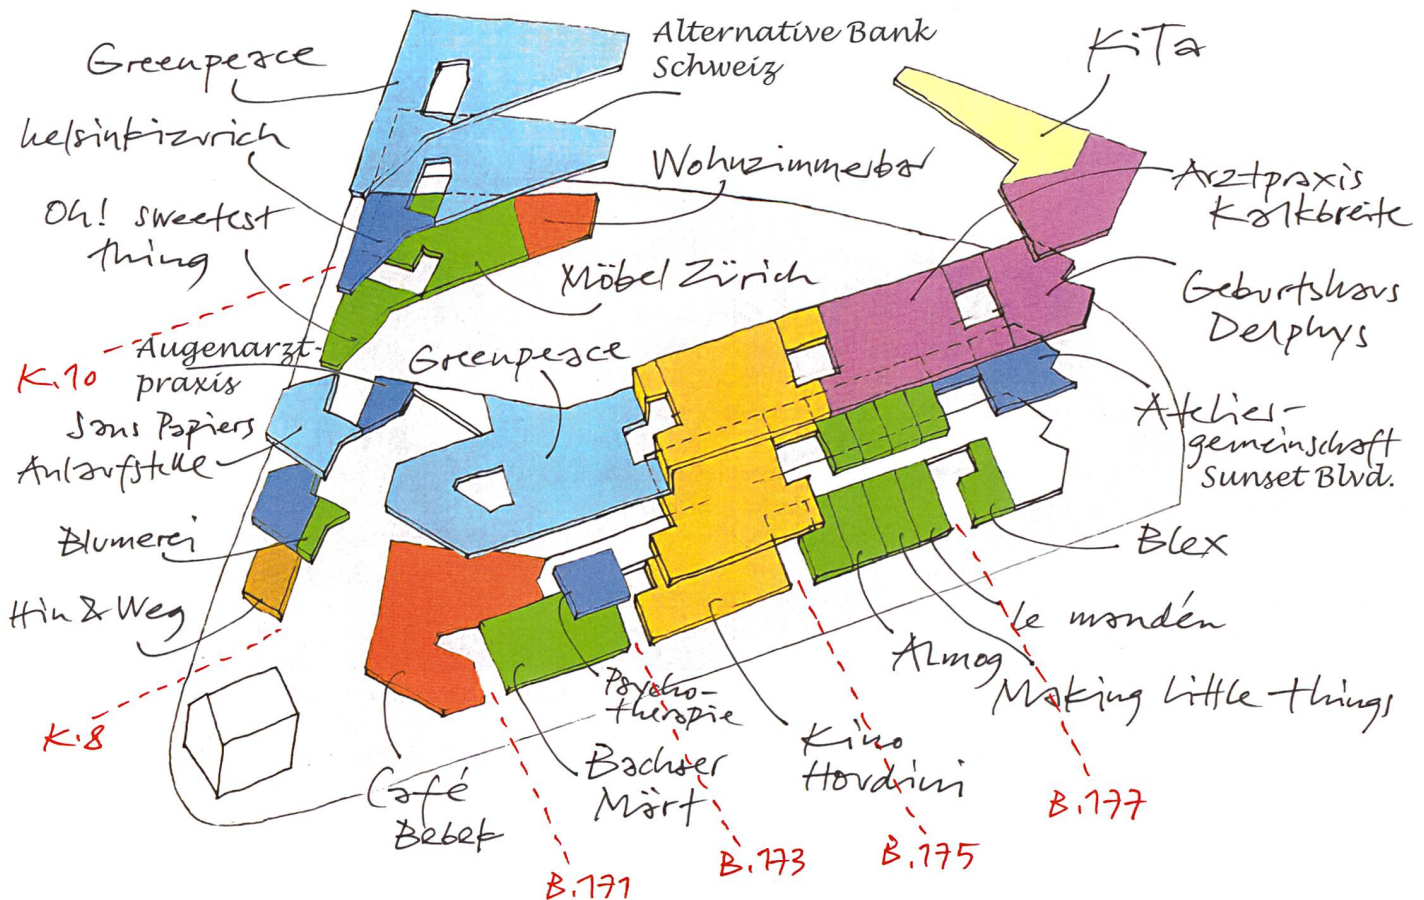 Greenpeace
Alternative Bank
Schweiz
KiTa
helsinkizürich
Wohnzimmerbar
Arztpraxis
Kalkbreite
Oh! sweetest
thing
Möbel Zürich
Geburtshaus
Delphys
K.10
Augenarzt-
praxis
Greenpeace
Sans Papiers
Anlaufstelle
Atelier-
gemeinschaft
Sunset Blvd.
Blumerei
Blex
Hin & Weg
le mandén
Almog
Making little things
Psycho-
therapie
K.8
Kino
Houdini
Bachser
Märt
Café
Bebek
B.177
B.175
B.173
B.171